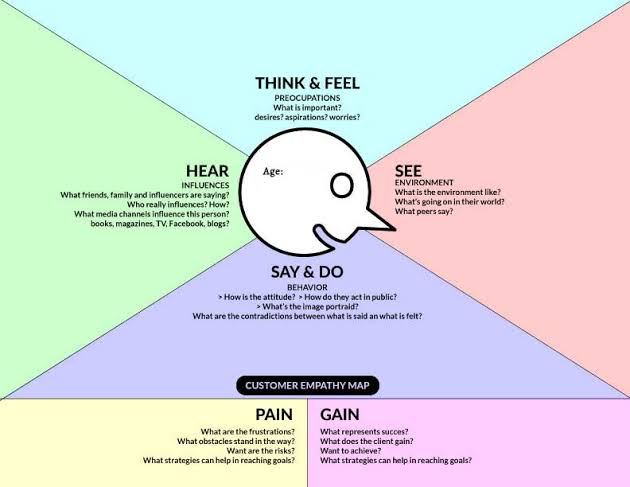 THINK & FEEL
PREOCUPATIONS
What is important?
desires? aspirations? worries?
Age:
HEAR
INFLUENCES
What friends, family and influencers are saying?
Who really influences? How?
What media channels influence this person?
books, magazines, TV, Facebook, blogs?
SEE
ENVIRONMENT
What is the environment like?
What's going on in their world?
What peers say?
SAY & DO
BEHAVIOR
> How is the attitude? > How do they act in public?
> What's the image portraid?
What are the contradictions between what is said an what is felt?
CUSTOMER EMPATHY MAP
PAIN
What are the frustrations?
What obstacles stand in the way?
Want are the risks?
What strategies can help in reaching goals?
GAIN
What represents succes?
What does the client gain?
Want to achieve?
What strategies can help in reaching goals?